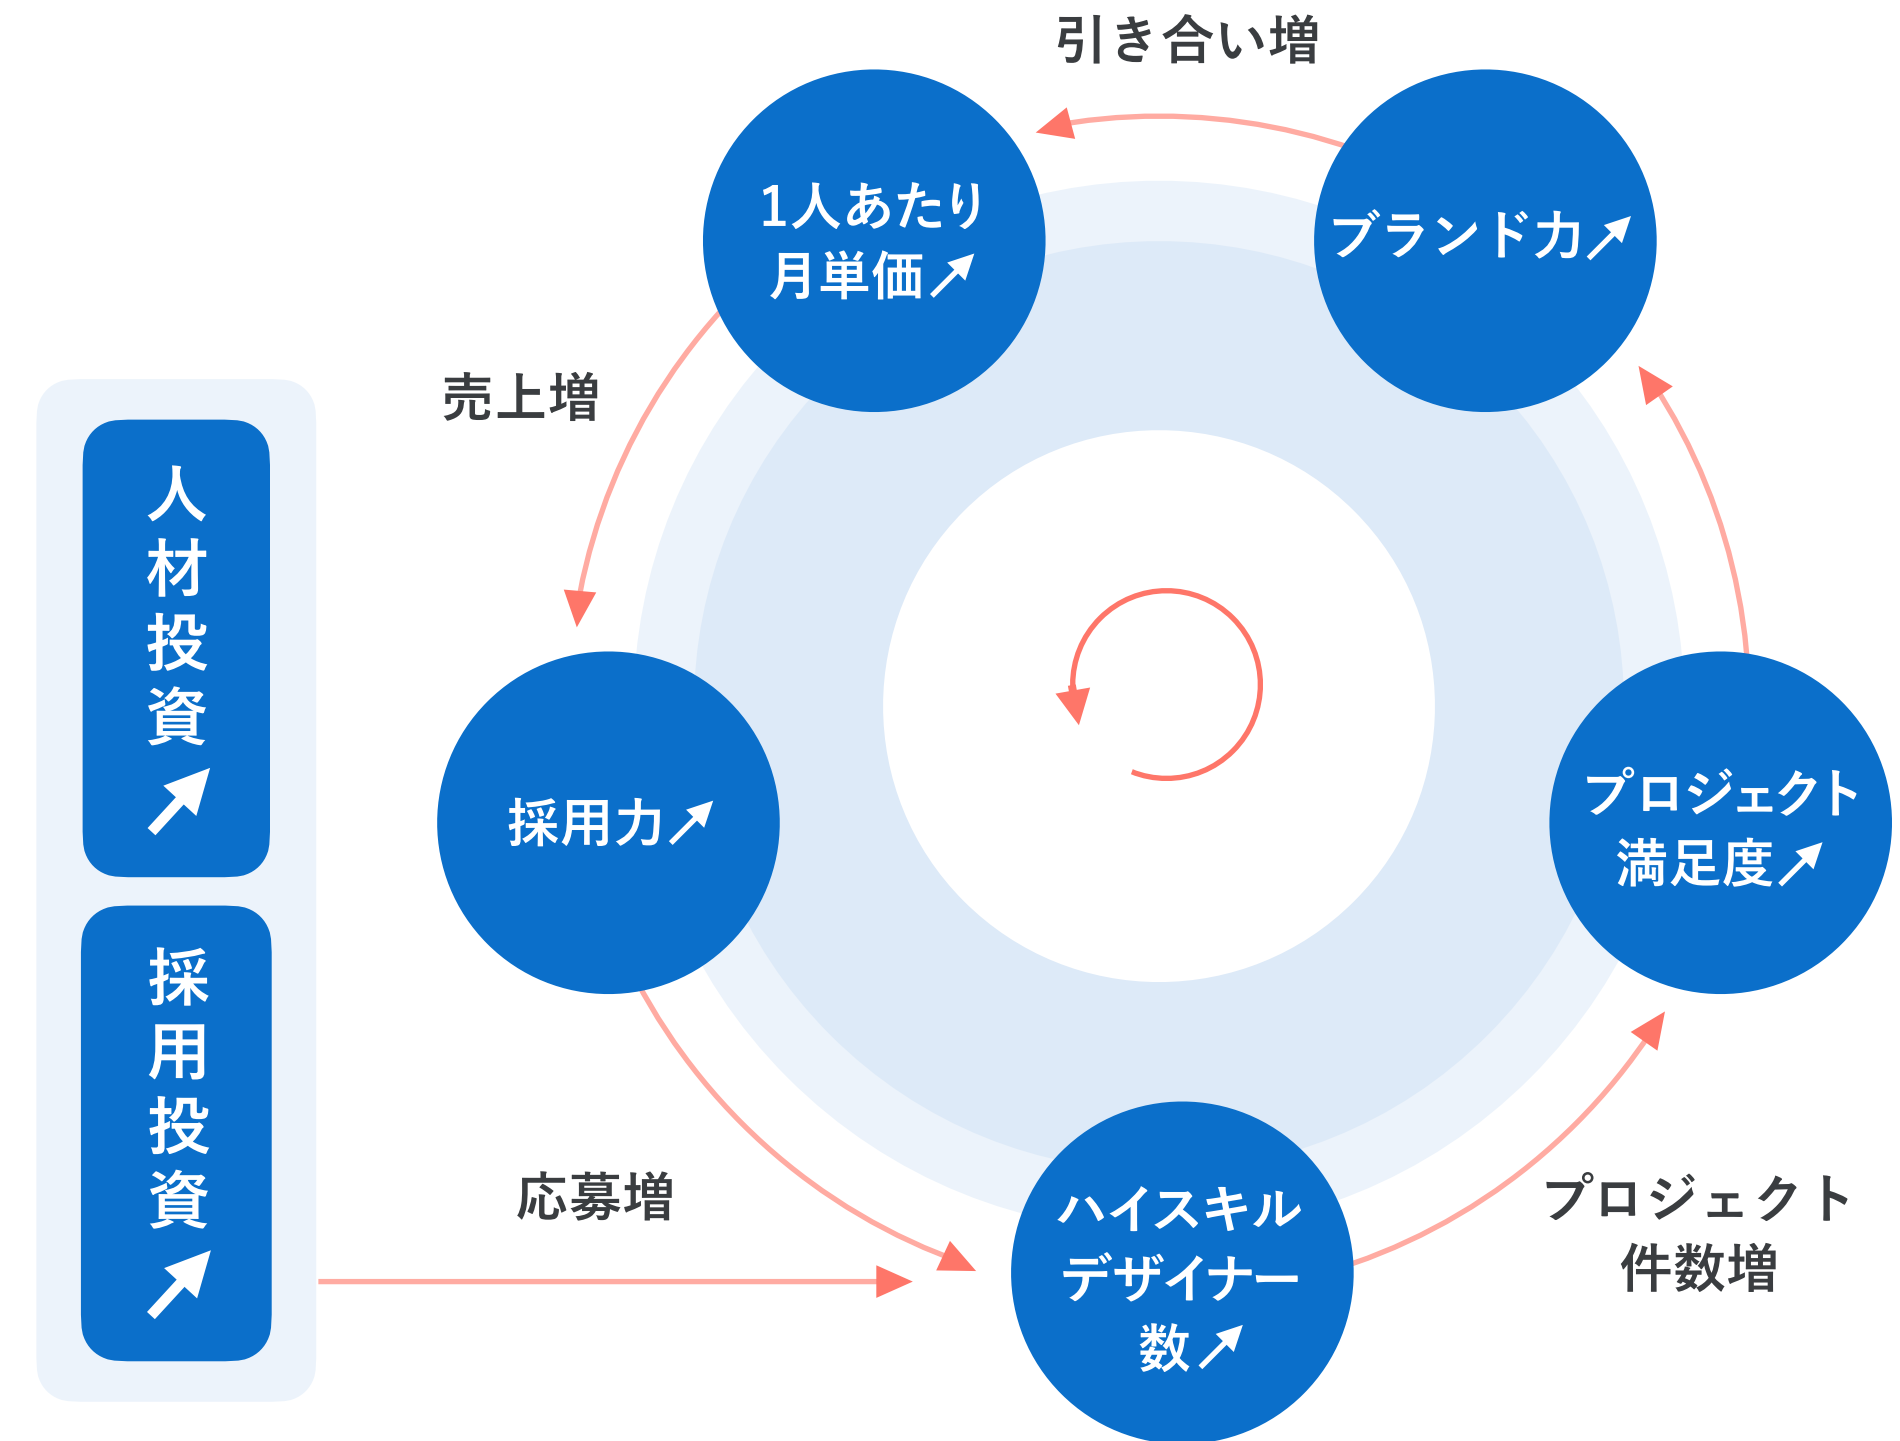 引き合い増
1人あたり
月単価↗
ブランド力↗
売上増
人材投資↗
採用力↗
プロジェクト
満足度↗
採用投資↗
応募増
ハイスキル
デザイナー
数↗
プロジェクト
件数増